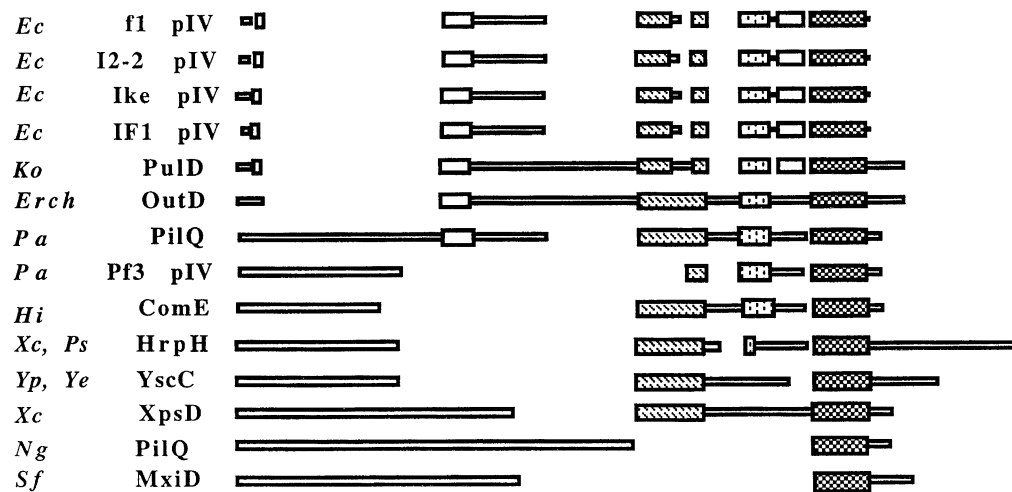 Ec f1 pIV
Ec I2-2 pIV
Ec Ike pIV
Ec IF1 pIV
Ko PulD
Erch OutD
Pa PilQ
Pa Pf3 pIV
Hi ComE
Xc, Ps HrpH
Yp, Ye YscC
Xc XpsD
Ng PilQ
Sf MxiD